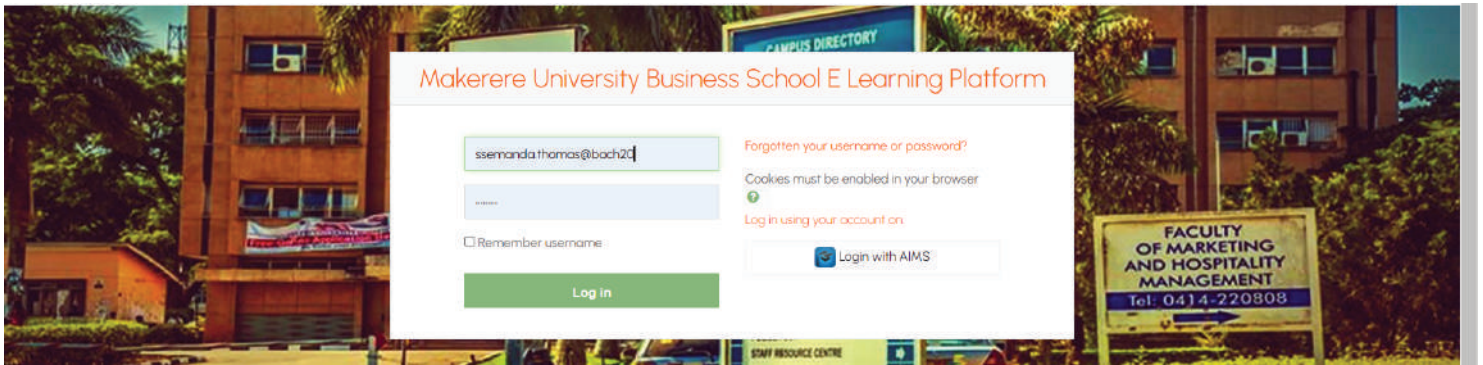 CAMPUS DIRECTORY
Makerere University Business School E Learning Platform
ssemanda.thomas@bach20
Forgotten your username or password?
Cookies must be enabled in your browser
Log in using your account on:
Remember username
Login with AIMS
Log in
FACULTY
OF MARKETING
AND HOSPITALITY
MANAGEMENT
Tel: 0414-220808
STAFF RESOURCE CENTRE